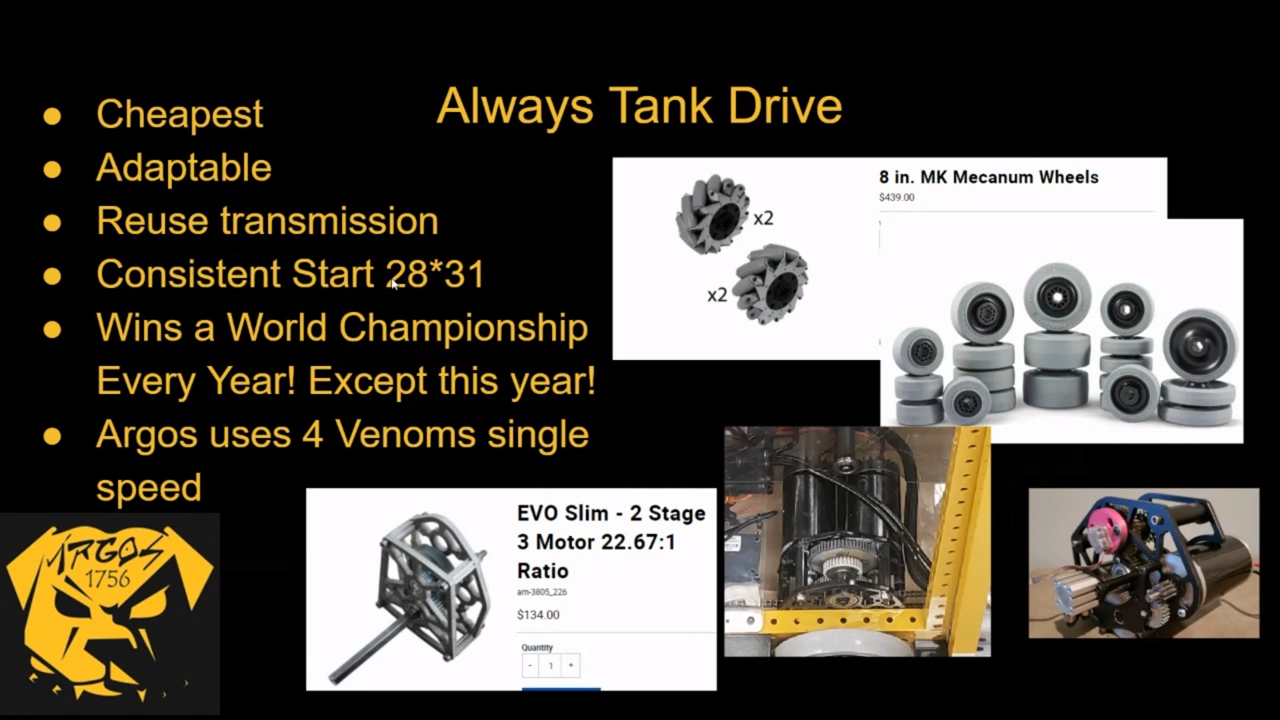 Always Tank Drive
● Cheapest
● Adaptable
● Reuse transmission
● Consistent Start 28*31
● Wins a World Championship
Every Year! Except this year!
● Argos uses 4 Venoms single
speed
8 in. MK Mecanum Wheels
$439.00
x2
x2
EVO Slim - 2 Stage
3 Motor 22.67:1
Ratio
am-3805_226
$134.00
Quantity
- 1 +
ARGOS
1756